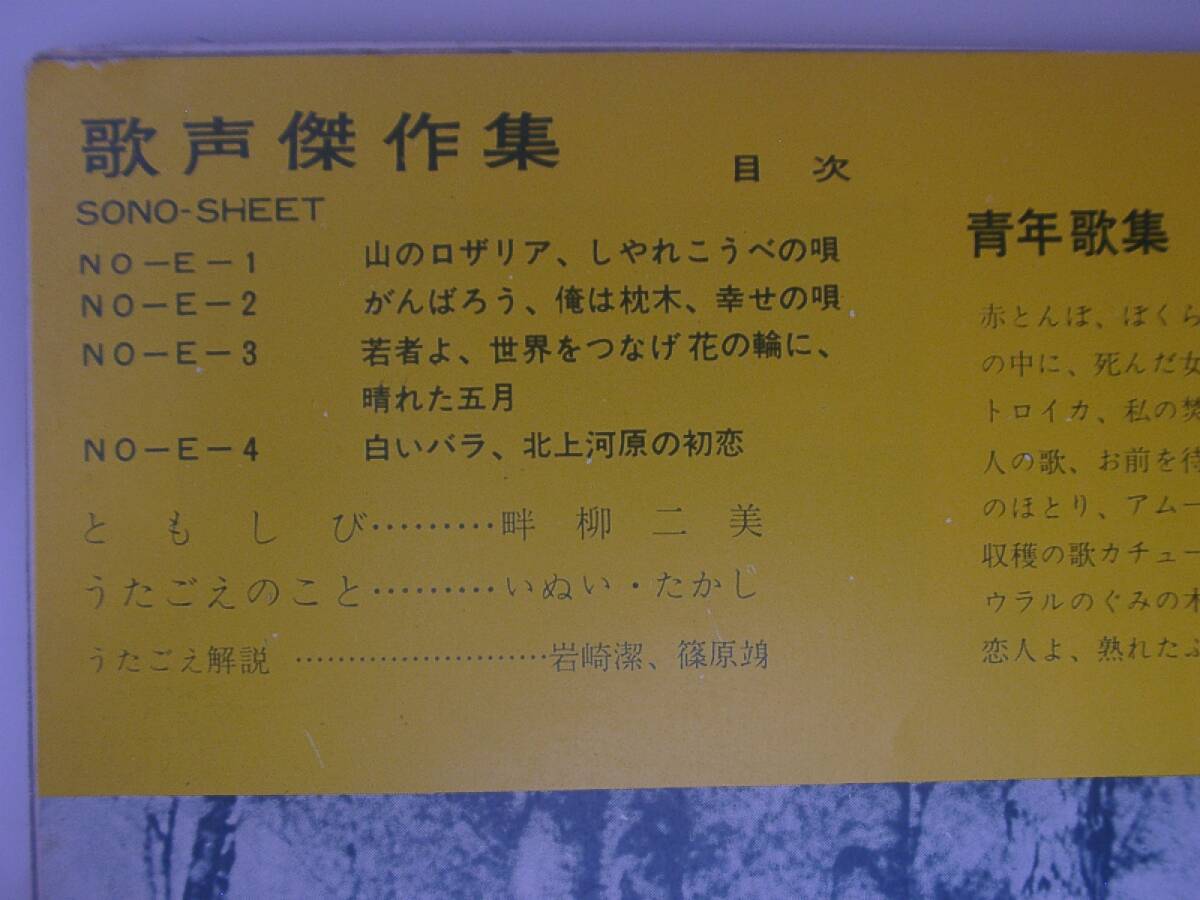 歌声傑作集
目次
SONO-SHEET
NO－E－1 山のロザリア、しやれこうべの唄
NO－E－2 がんばろう、俺は枕木、幸せの唄
NO－E－3 若者よ、世界をつなげ花の輪に、
晴れた五月
NO－E－4 白いバラ、北上河原の初恋
ともしび………畔柳二美
うたごえのこと………いぬい・たかし
うたごえ解説……………………岩崎潔、篠原竧
青年歌集
赤とんぼ、ぼくら
の中に、死んだ女
トロイカ、私の焚
人の歌、お前を待
のほとり、アムー
収穫の歌カチュー
ウラルのぐみの木
恋人よ、熟れたぶ